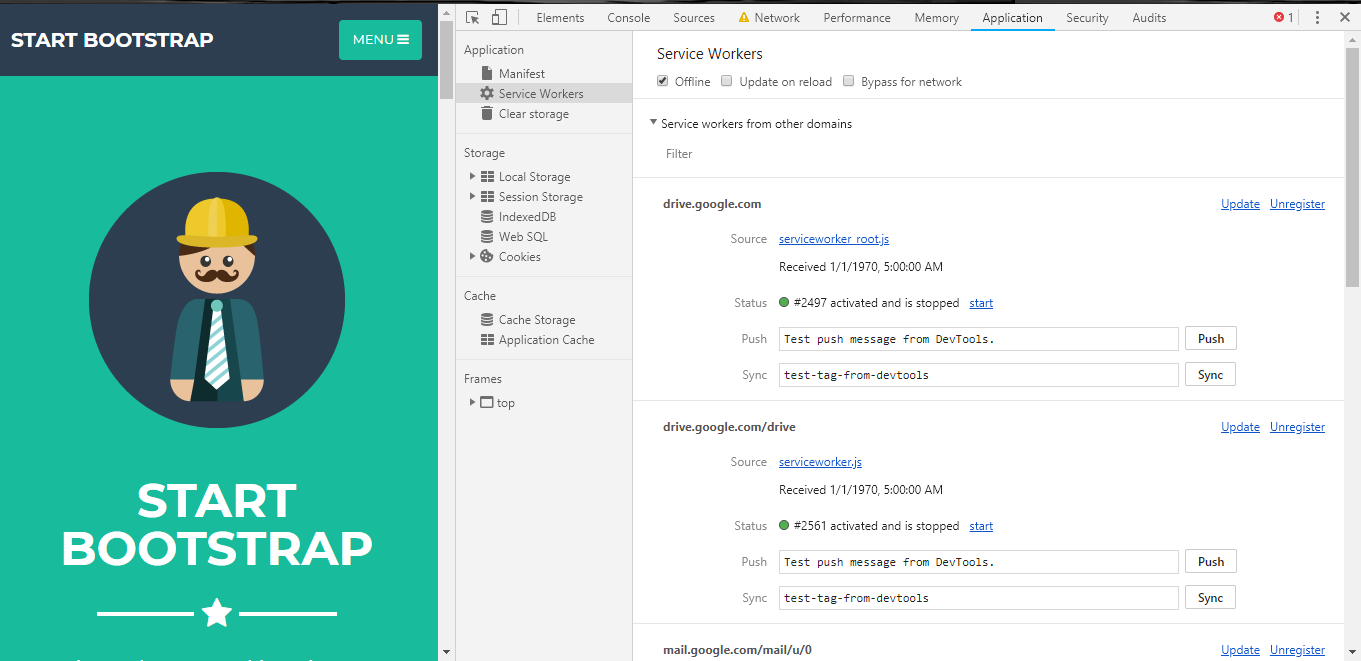 START BOOTSTRAP
MENU
START
BOOTSTRAP
Elements Console Sources Network Performance Memory Application Security Audits 1
Application
Manifest
Service Workers
Clear storage
Storage
Local Storage
Session Storage
IndexedDB
Web SQL
Cookies
Cache
Cache Storage
Application Cache
Frames
top
Service Workers
Offline Update on reload Bypass for network
Service workers from other domains
Filter
drive.google.com Update Unregister
Source serviceworker_root.js
Received 1/1/1970, 5:00:00 AM
Status #2497 activated and is stopped start
Push Test push message from DevTools. Push
Sync test-tag-from-devtools Sync
drive.google.com/drive Update Unregister
Source serviceworker.js
Received 1/1/1970, 5:00:00 AM
Status #2561 activated and is stopped start
Push Test push message from DevTools. Push
Sync test-tag-from-devtools Sync
mail.google.com/mail/u/0 Update Unregister